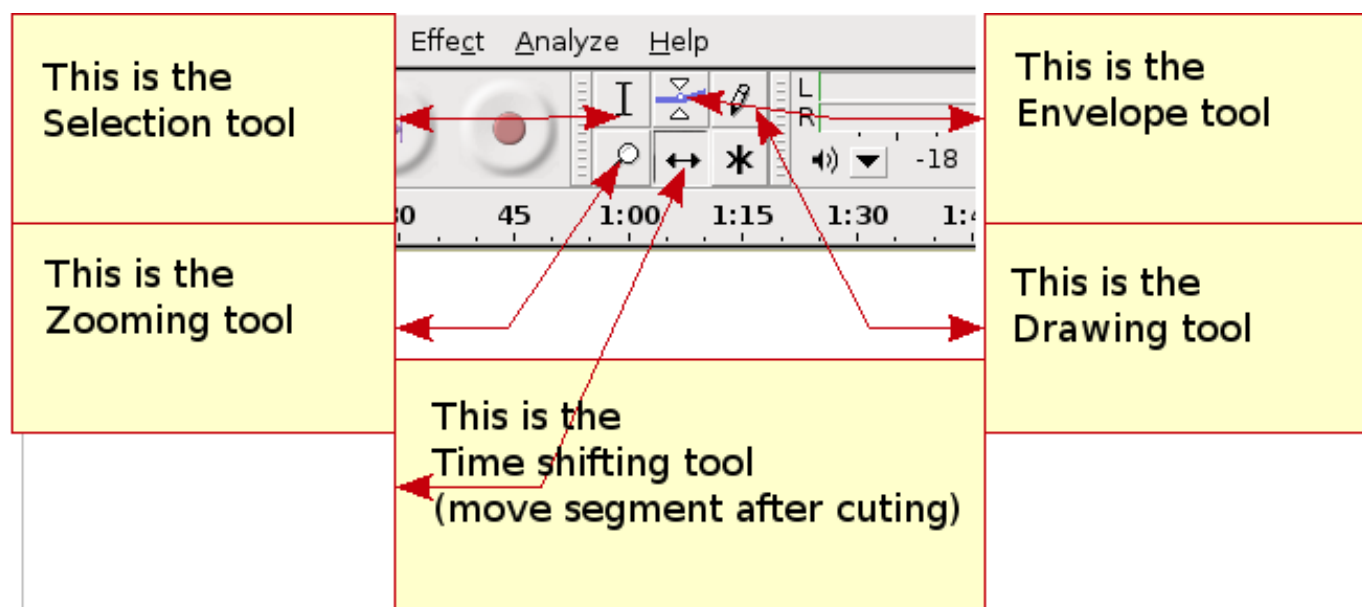 Effect Analyze Help
This is the
Selection tool
This is the
Envelope tool
L
R
-18
45 1:00 1:15 1:30
This is the
Zooming tool
This is the
Drawing tool
This is the
Time shifting tool
(move segment after cuting)